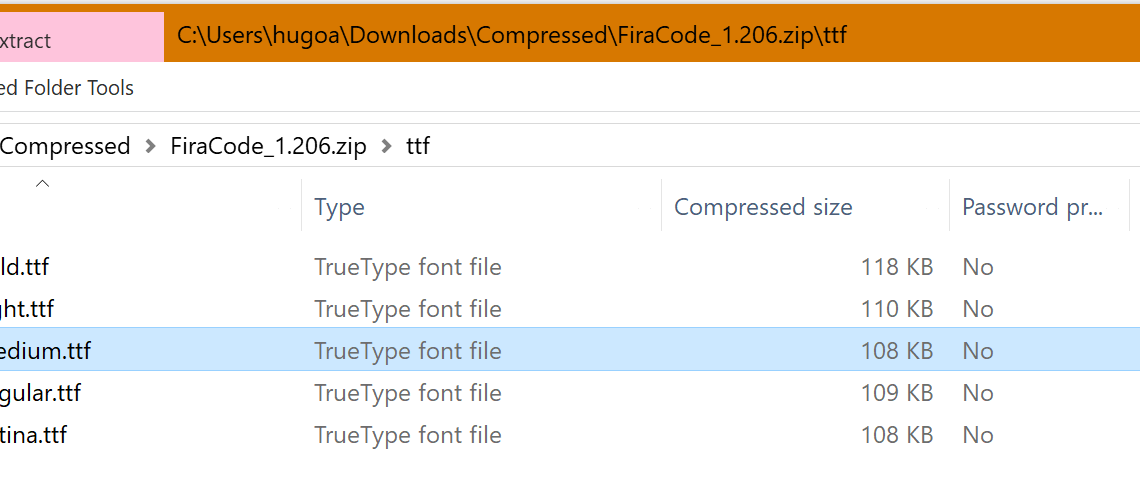 xtract C:\Users\hugoa\Downloads\Compressed\FiraCode_1.206.zip\ttf
ed Folder Tools
Compressed > FiraCode_1.206.zip > ttf
Type Compressed size Password pr...
ld.ttf TrueType font file 118 KB No
ght.ttf TrueType font file 110 KB No
edium.ttf TrueType font file 108 KB No
gular.ttf TrueType font file 109 KB No
tina.ttf TrueType font file 108 KB No